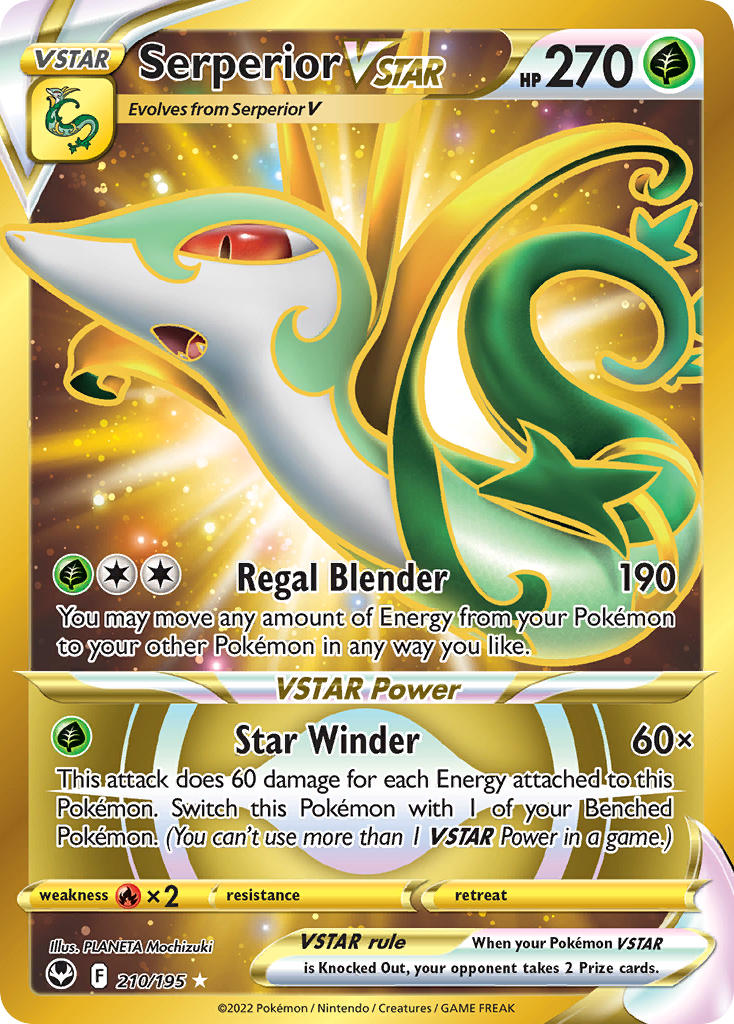 VSTAR
Serperior VSTAR
HP 270
Evolves from Serperior V
Regal Blender 190
You may move any amount of Energy from your Pokémon
to your other Pokémon in any way you like.
VSTAR Power
Star Winder 60×
This attack does 60 damage for each Energy attached to this
Pokémon. Switch this Pokémon with 1 of your Benched
Pokémon. (You can't use more than 1 VSTAR Power in a game.)
weakness ×2 resistance retreat
Illus. PLANETA Mochizuki
F 210/195 ★
VSTAR rule When your Pokémon VSTAR
is Knocked Out, your opponent takes 2 Prize cards.
©2022 Pokémon / Nintendo / Creatures / GAME FREAK